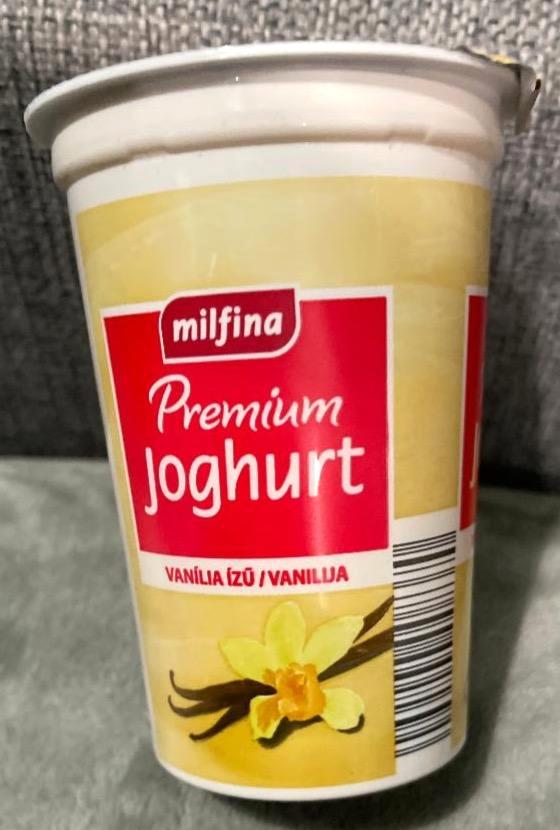 milfina
Premium
Joghurt
VANÍLIA ÍZŰ / VANILIJA